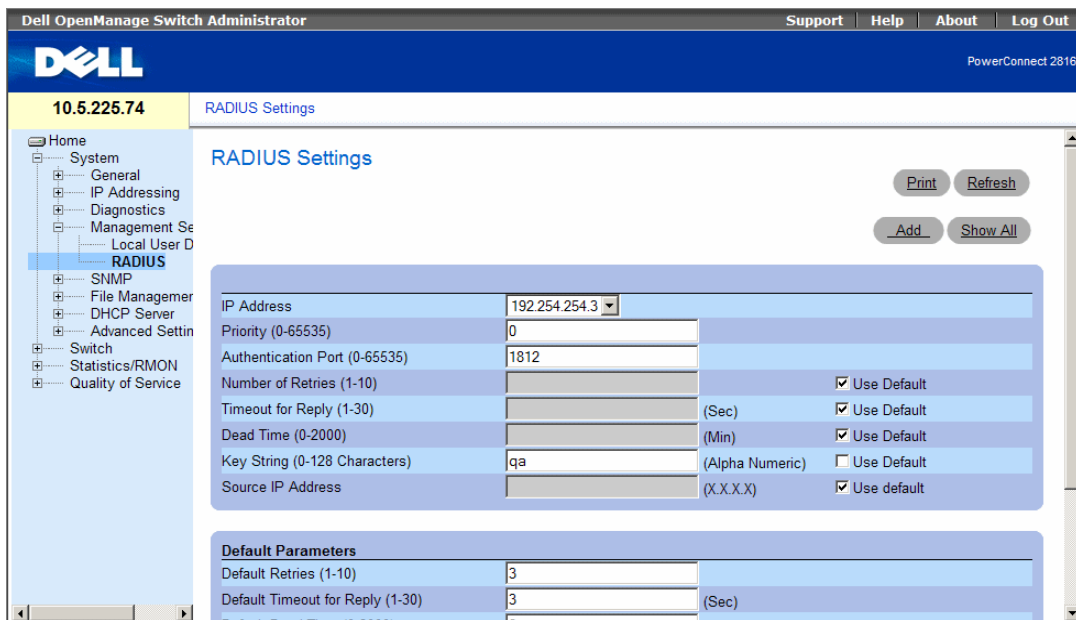 Dell OpenManage Switch Administrator Support Help About Log Out
DELL
PowerConnect 2816
10.5.225.74
RADIUS Settings
Home
System
General
IP Addressing
Diagnostics
Management Se
Local User D
RADIUS
SNMP
File Managemer
DHCP Server
Advanced Settin
Switch
Statistics/RMON
Quality of Service
RADIUS Settings
Print Refresh
Add Show All
IP Address 192.254.254.3
Priority (0-65535) 0
Authentication Port (0-65535) 1812
Number of Retries (1-10) Use Default
Timeout for Reply (1-30) (Sec) Use Default
Dead Time (0-2000) (Min) Use Default
Key String (0-128 Characters) qa (Alpha Numeric) Use Default
Source IP Address (X.X.X.X) Use default
Default Parameters
Default Retries (1-10) 3
Default Timeout for Reply (1-30) 3 (Sec)